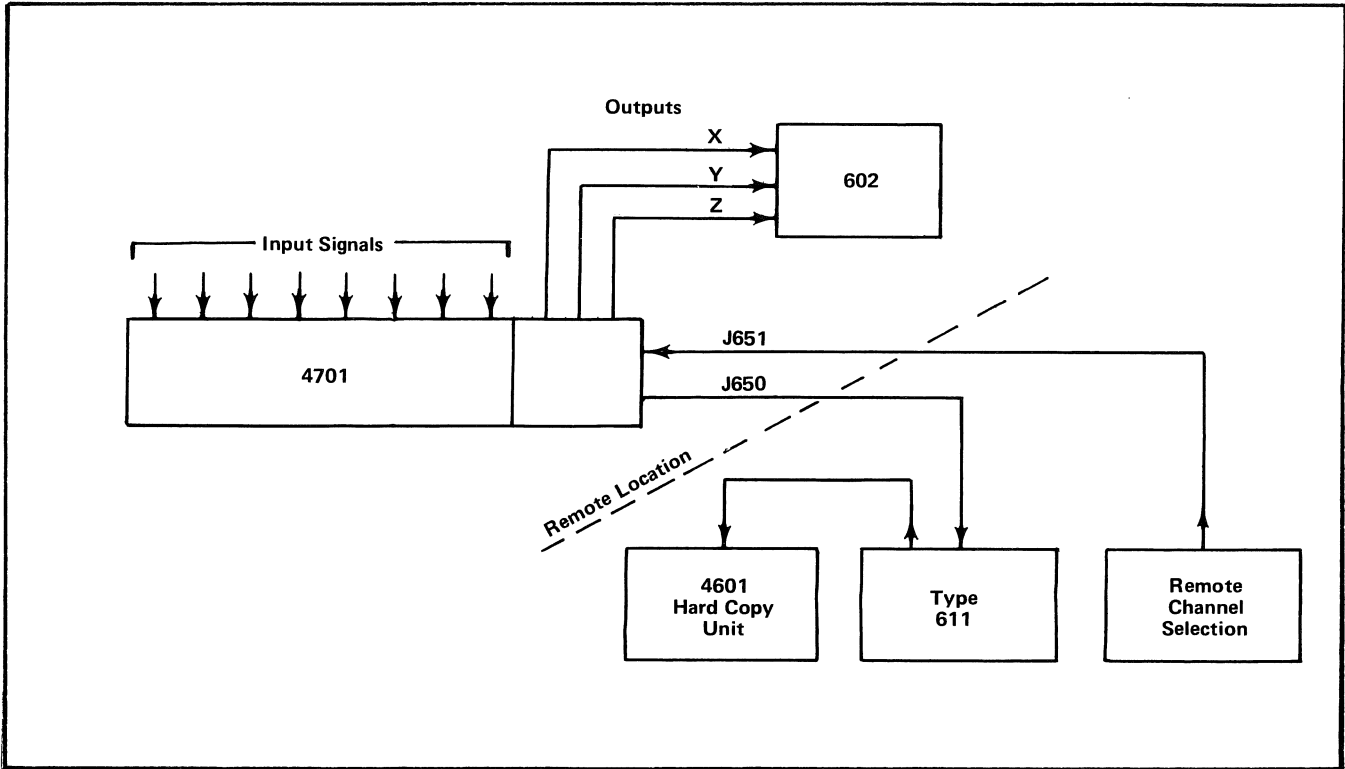 Outputs
X
Y
Z
602
Input Signals
4701
J651
J650
Remote Location
4601
Hard Copy
Unit
Type
611
Remote
Channel
Selection